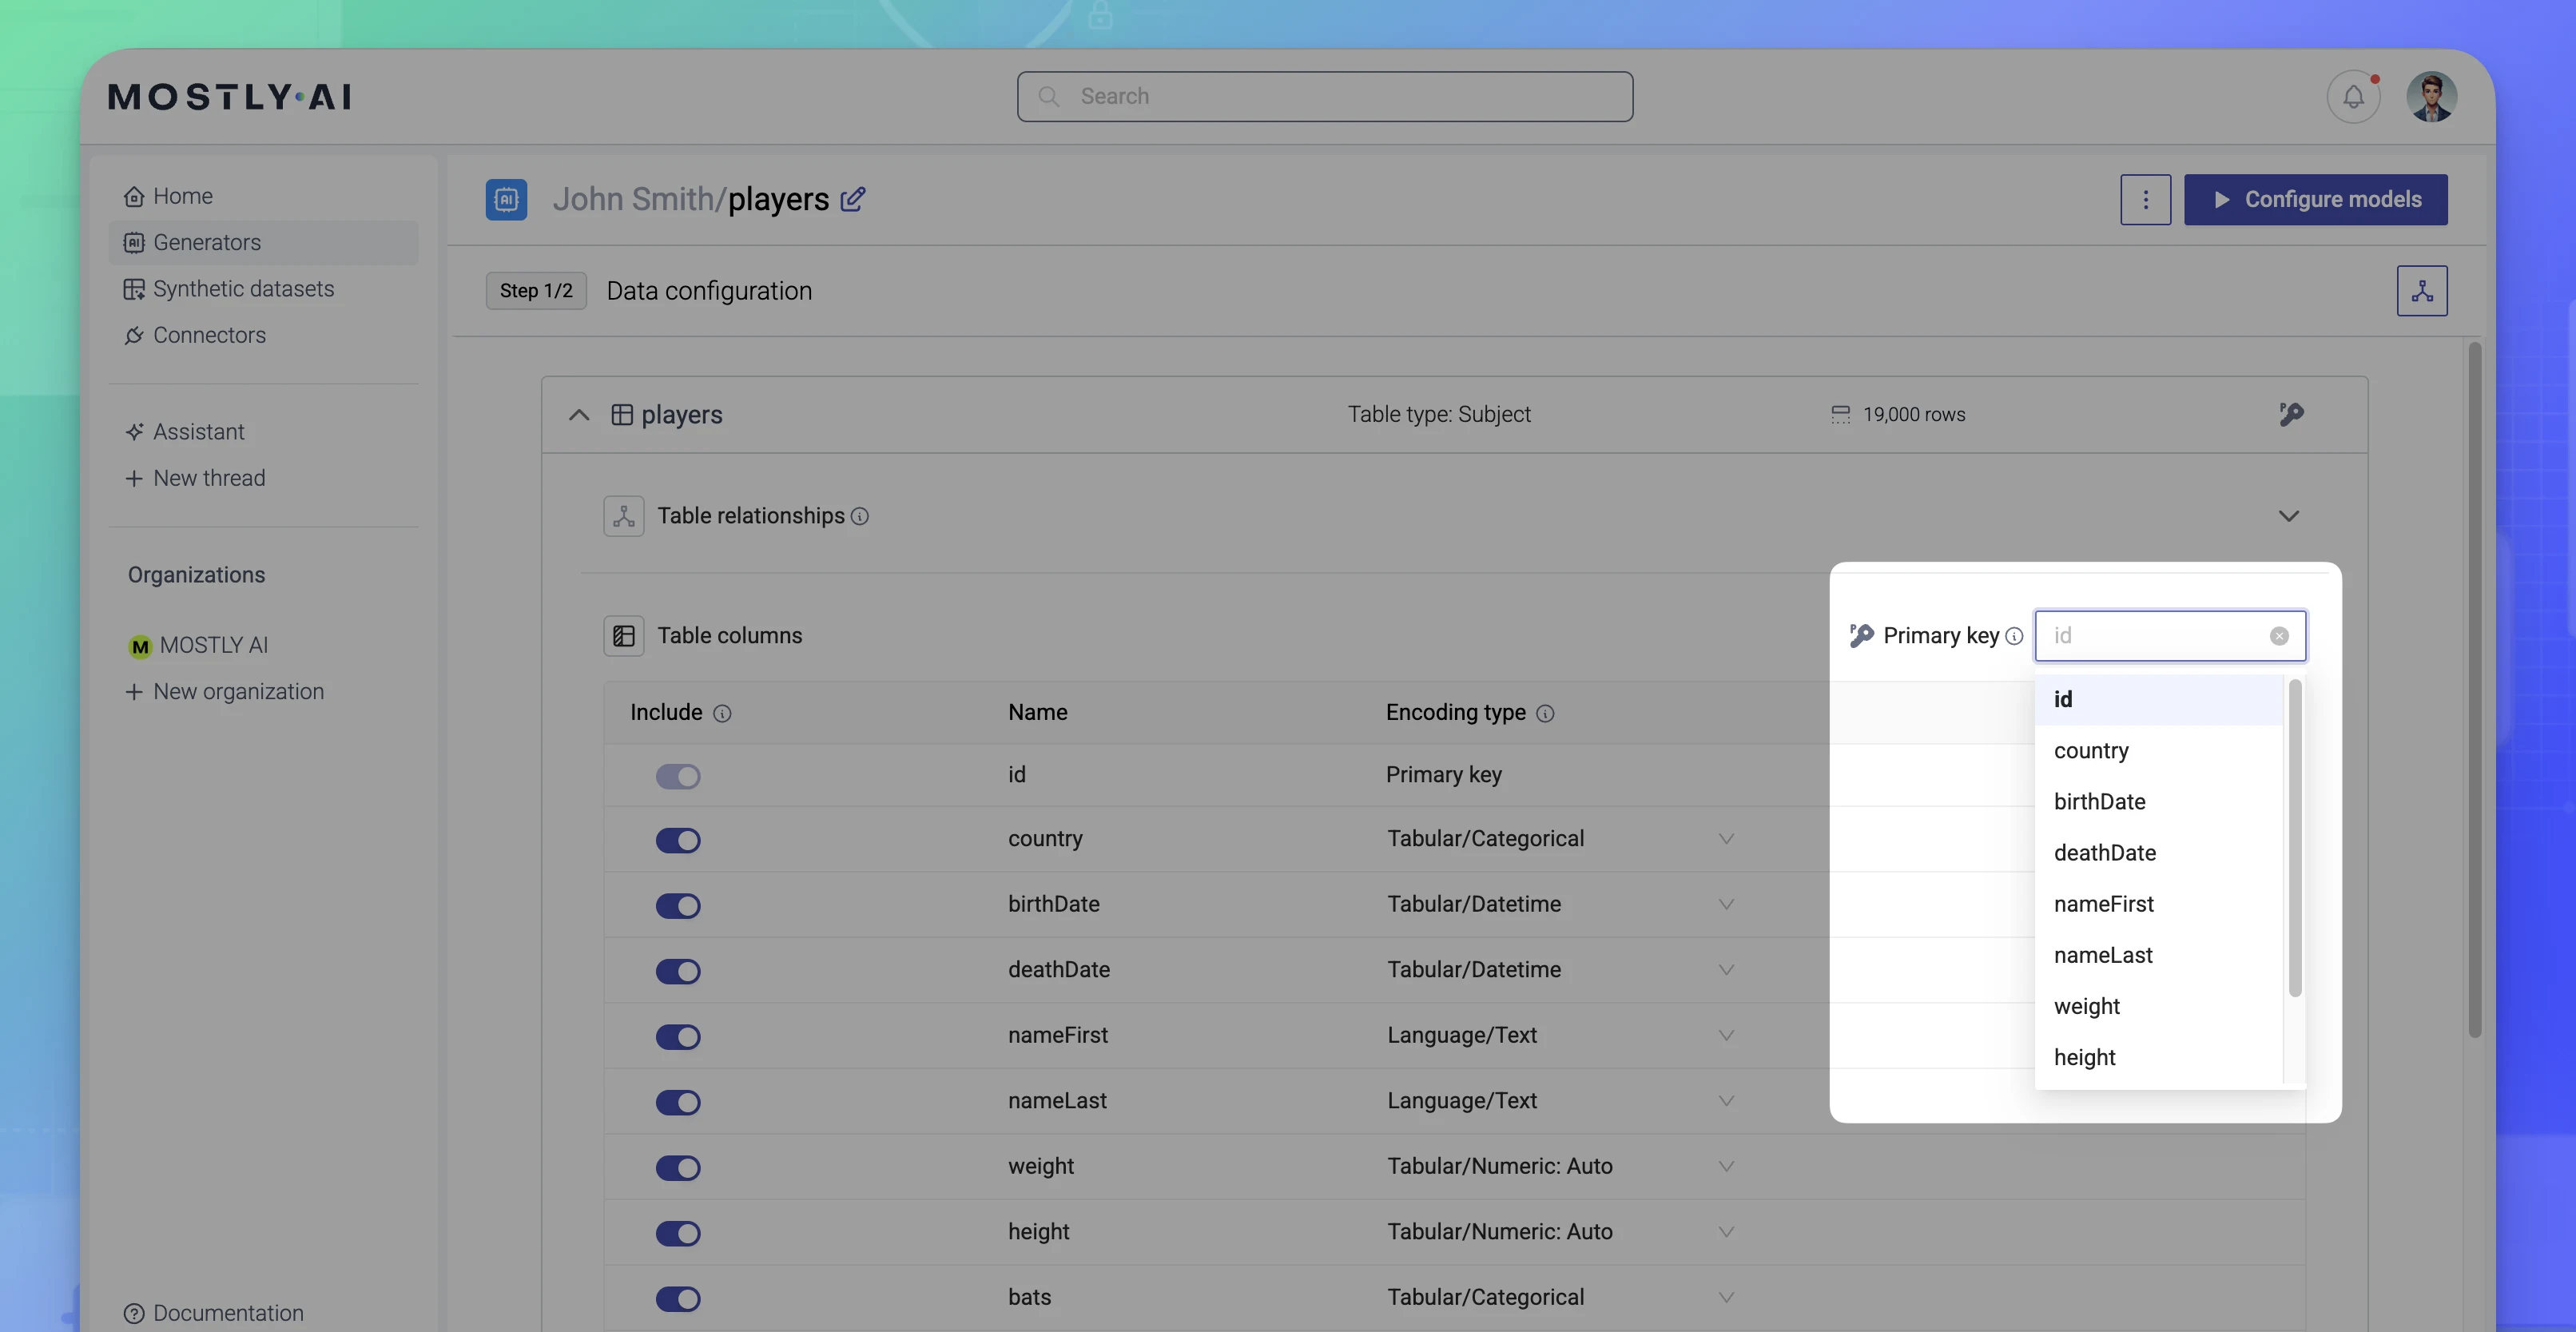 MOSTLY·AI
Search
Home
Generators
Synthetic datasets
Connectors
Assistant
New thread
Organizations
M MOSTLY AI
New organization
Documentation
AI John Smith/players
Configure models
Step 1/2 Data configuration
players Table type: Subject 19,000 rows
Table relationships
Table columns
Primary key id
Include Name Encoding type
id Primary key
country Tabular/Categorical
birthDate Tabular/Datetime
deathDate Tabular/Datetime
nameFirst Language/Text
nameLast Language/Text
weight Tabular/Numeric: Auto
height Tabular/Numeric: Auto
bats Tabular/Categorical
id
country
birthDate
deathDate
nameFirst
nameLast
weight
height